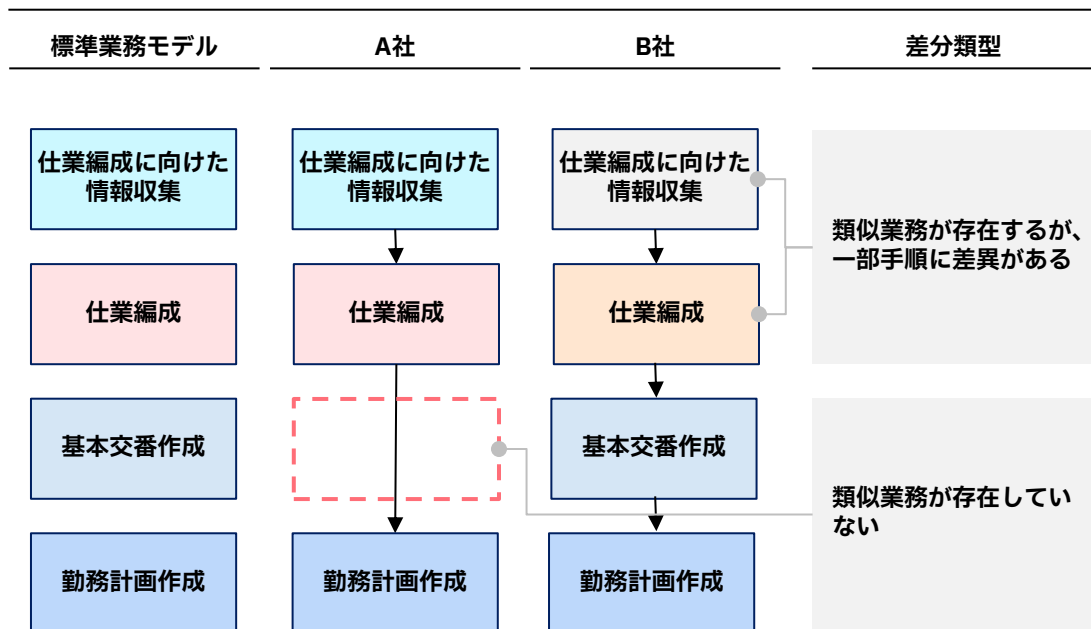 標準業務モデル
A社
B社
差分類型
仕業編成に向けた
情報収集
仕業編成に向けた
情報収集
仕業編成に向けた
情報収集
類似業務が存在するが、
一部手順に差異がある
仕業編成
仕業編成
仕業編成
基本交番作成
基本交番作成
類似業務が存在してい
ない
勤務計画作成
勤務計画作成
勤務計画作成